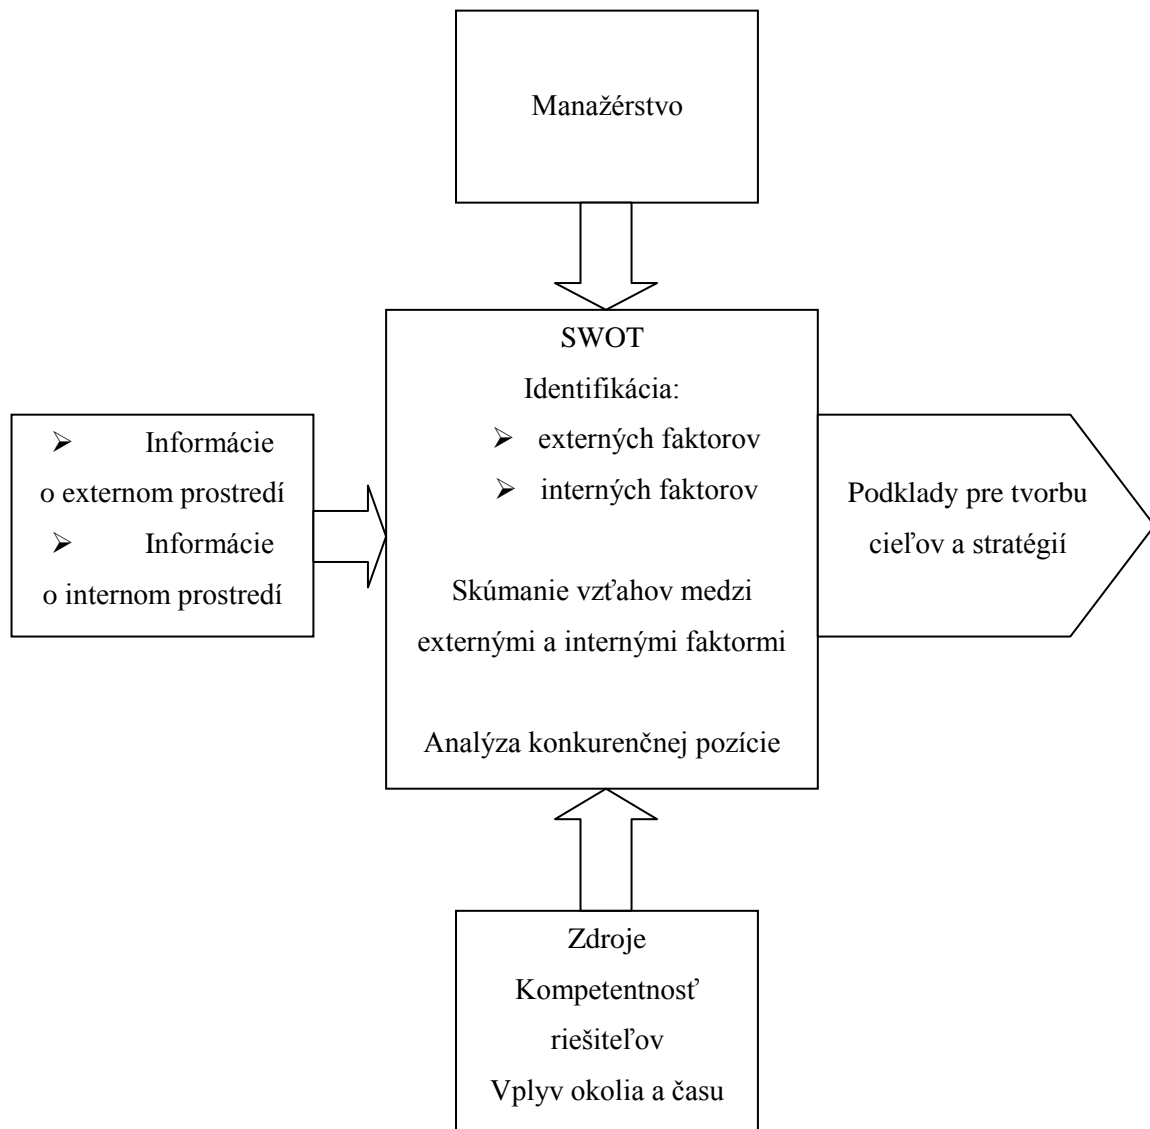 Manažérstvo
SWOT
Identifikácia:
➢ externých faktorov
➢ interných faktorov
Skúmanie vzťahov medzi
externými a internými faktormi
Analýza konkurenčnej pozície
➢ Informácie
o externom prostredí
➢ Informácie
o internom prostredí
Podklady pre tvorbu
cieľov a stratégií
Zdroje
Kompetentnosť
riešiteľov
Vplyv okolia a času